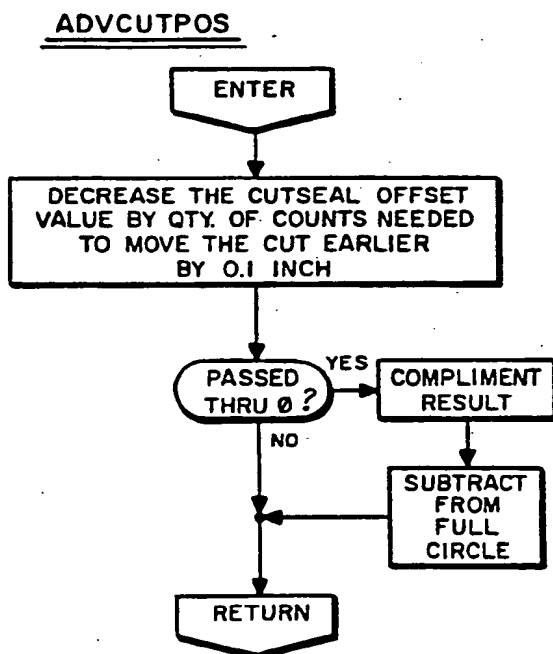 ADVCUTPOS
ENTER
DECREASE THE CUTSEAL OFFSET
VALUE BY QTY. OF COUNTS NEEDED
TO MOVE THE CUT EARLIER
BY 0.1 INCH
PASSED
THRU Ø?
YES
COMPLIMENT
RESULT
NO
SUBTRACT
FROM
FULL
CIRCLE
RETURN